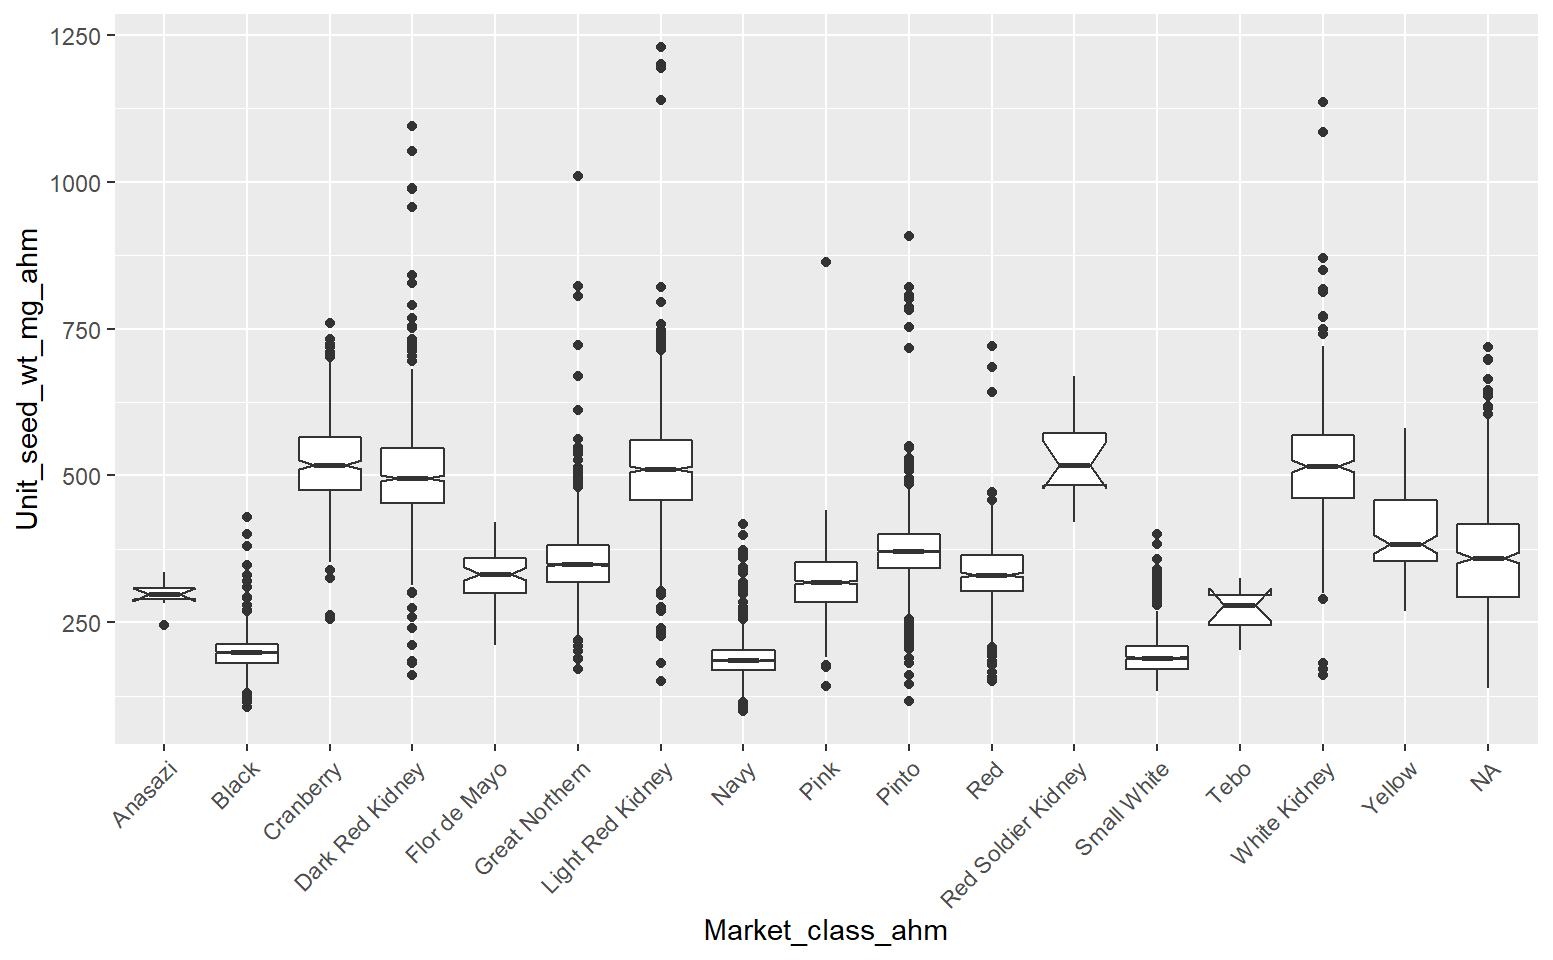 Unit_seed_wt_mg_ahm
1250
1000
750
500
250
Anasazi
Black
Cranberry
Dark Red Kidney
Flor de Mayo
Great Northern
Light Red Kidney
Navy
Pink
Pinto
Red
Red Soldier Kidney
Small White
Tebo
White Kidney
Yellow
NA
Market_class_ahm